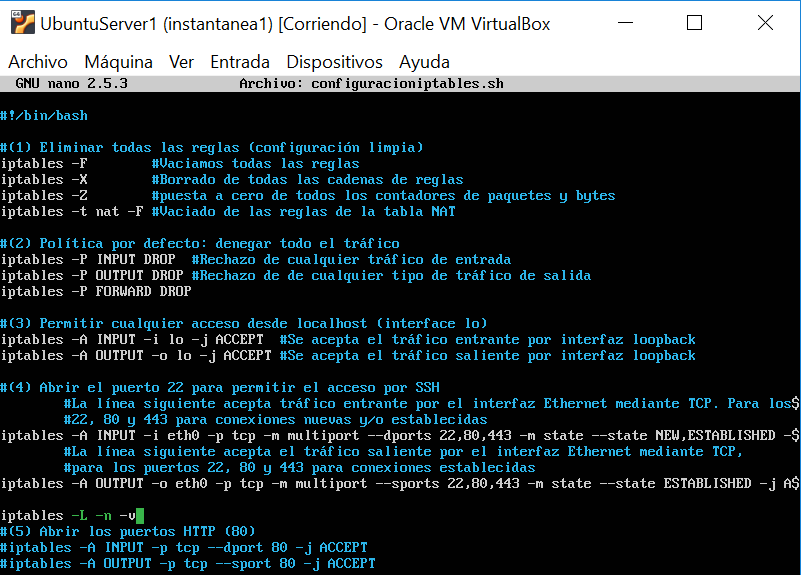 UbuntuServer1 (instantanea1) [Corriendo] - Oracle VM VirtualBox
Archivo Máquina Ver Entrada Dispositivos Ayuda
GNU nano 2.5.3 Archivo: configuracioniptables.sh
#!/bin/bash
#(1) Eliminar todas las reglas (configuración limpia)
iptables -F #Vaciamos todas las reglas
iptables -X #Borrado de todas las cadenas de reglas
iptables -Z #puesta a cero de todos los contadores de paquetes y bytes
iptables -t nat -F #Vaciado de las reglas de la tabla NAT
#(2) Política por defecto: denegar todo el tráfico
iptables -P INPUT DROP #Rechazo de cualquier tráfico de entrada
iptables -P OUTPUT DROP #Rechazo de de cualquier tipo de tráfico de salida
iptables -P FORWARD DROP
#(3) Permitir cualquier acceso desde localhost (interface lo)
iptables -A INPUT -i lo -j ACCEPT #Se acepta el tráfico entrante por interfaz loopback
iptables -A OUTPUT -o lo -j ACCEPT #Se acepta el tráfico saliente por interfaz loopback
#(4) Abrir el puerto 22 para permitir el acceso por SSH
#La línea siguiente acepta tráfico entrante por el interfaz Ethernet mediante TCP. Para los$
#22, 80 y 443 para conexiones nuevas y/o establecidas
iptables -A INPUT -i eth0 -p tcp -m multiport --dports 22,80,443 -m state --state NEW,ESTABLISHED -$
#La línea siguiente acepta el tráfico saliente por el interfaz Ethernet mediante TCP,
#para los puertos 22, 80 y 443 para conexiones establecidas
iptables -A OUTPUT -o eth0 -p tcp -m multiport --sports 22,80,443 -m state --state ESTABLISHED -j A$
iptables -L -n -v
#(5) Abrir los puertos HTTP (80)
#iptables -A INPUT -p tcp --dport 80 -j ACCEPT
#iptables -A OUTPUT -p tcp --sport 80 -j ACCEPT